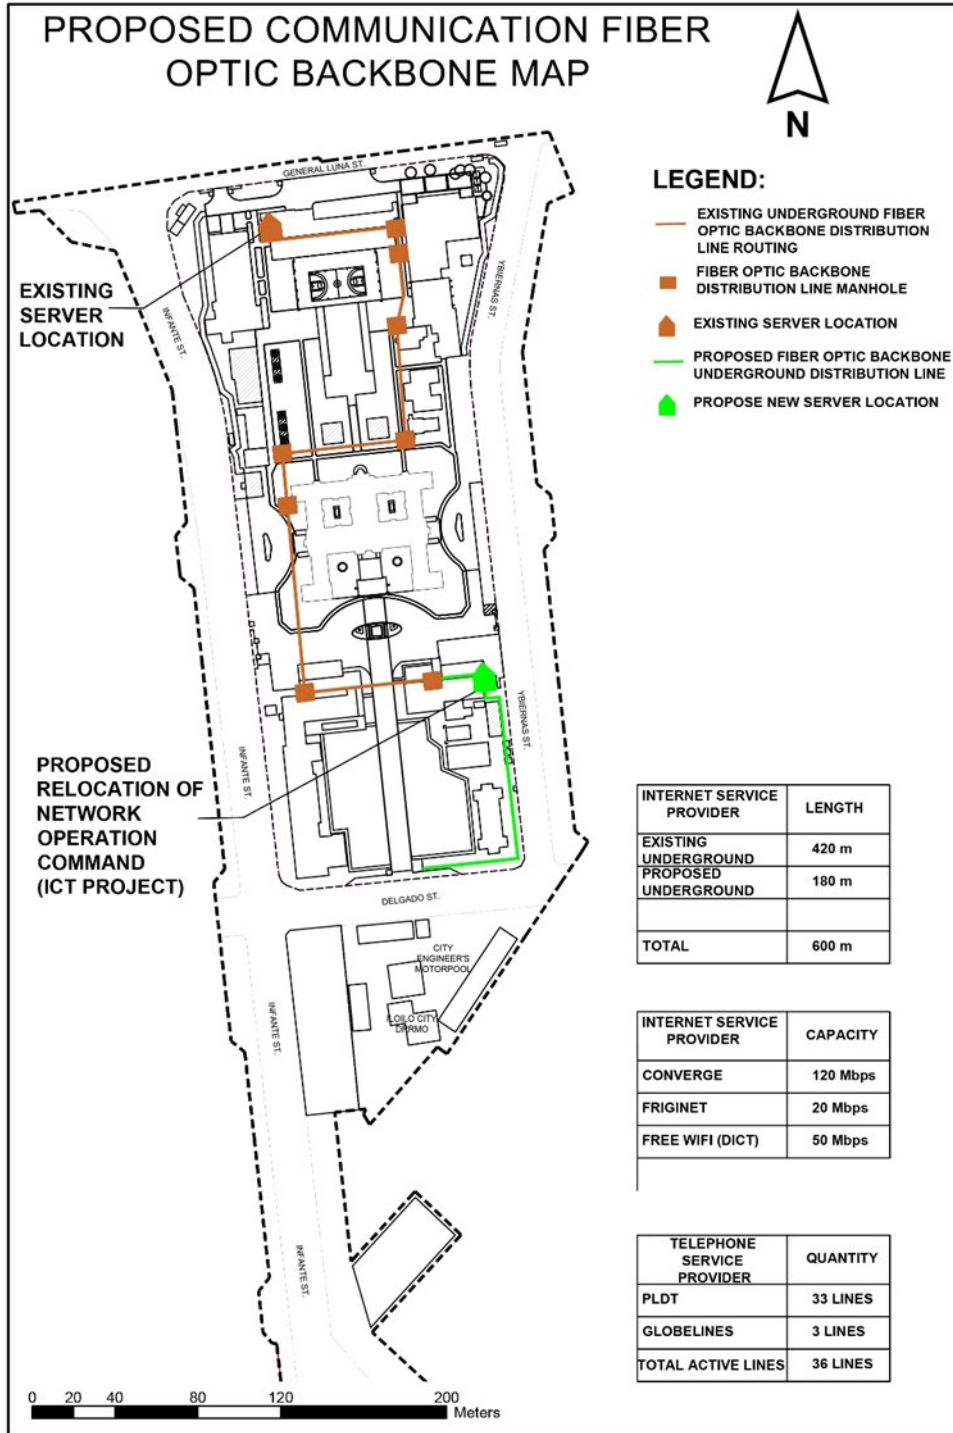 PROPOSED COMMUNICATION FIBER
OPTIC BACKBONE MAP
N
GENERAL LUNA ST.
YBIERNAS ST.
INFANTE ST.
EXISTING
SERVER
LOCATION
LEGEND:
EXISTING UNDERGROUND FIBER
OPTIC BACKBONE DISTRIBUTION
LINE ROUTING
FIBER OPTIC BACKBONE
DISTRIBUTION LINE MANHOLE
EXISTING SERVER LOCATION
PROPOSED FIBER OPTIC BACKBONE
UNDERGROUND DISTRIBUTION LINE
PROPOSE NEW SERVER LOCATION
YBIERNAS ST.
INFANTE ST.
PROPOSED
RELOCATION OF
NETWORK
OPERATION
COMMAND
(ICT PROJECT)
DELGADO ST.
CITY
ENGINEER'S
MOTORPOOL
ILOILO CITY
DRRMO
INFANTE ST.
INFANTE ST.
INTERNET SERVICE
PROVIDER
LENGTH
EXISTING
UNDERGROUND
420 m
PROPOSED
UNDERGROUND
180 m
TOTAL
600 m
INTERNET SERVICE
PROVIDER
CAPACITY
CONVERGE
120 Mbps
FRIGINET
20 Mbps
FREE WIFI (DICT)
50 Mbps
TELEPHONE
SERVICE
PROVIDER
QUANTITY
PLDT
33 LINES
GLOBELINES
3 LINES
TOTAL ACTIVE LINES
36 LINES
0 20 40 60 80 120 200
Meters